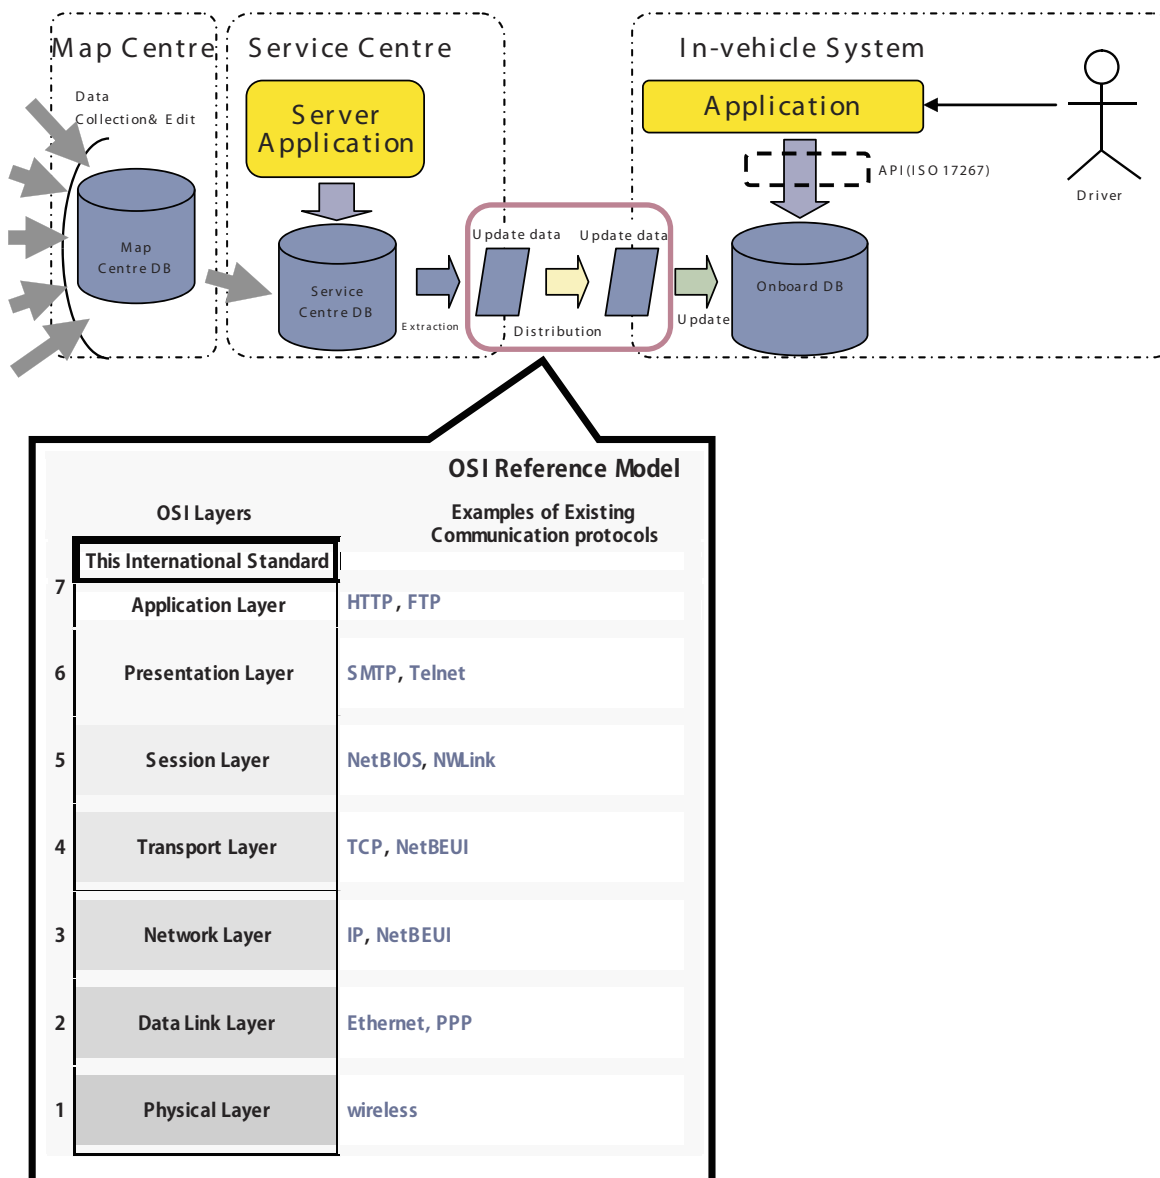 Map Centre
Service Centre
In-vehicle System
Data
Collection& Edit
Server
Application
Application
API(ISO 17267)
Driver
Map
Centre DB
Update data
Update data
Service
Centre DB
Onboard DB
Extraction
Distribution
Update
OSI Reference Model
OSI Layers
Examples of Existing
Communication protocols
This International Standard
7
Application Layer
HTTP, FTP
6
Presentation Layer
SMTP, Telnet
5
Session Layer
NetBIOS, NWLink
4
Transport Layer
TCP, NetBEUI
3
Network Layer
IP, NetBEUI
2
Data Link Layer
Ethernet, PPP
1
Physical Layer
wireless